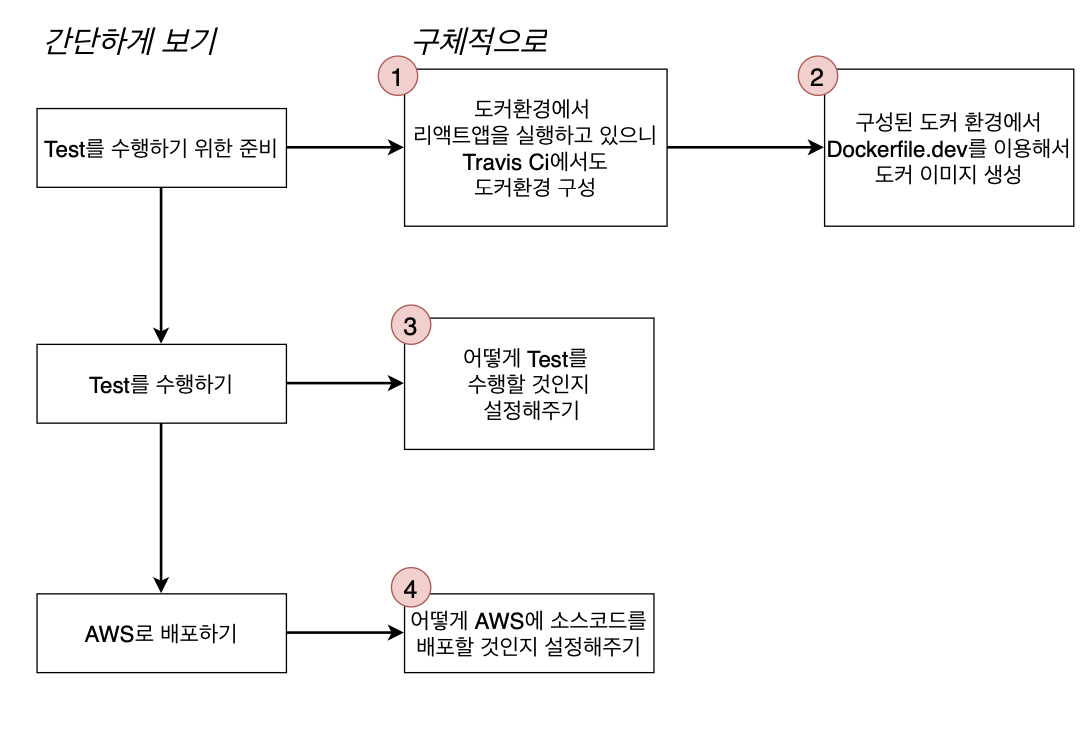 간단하게 보기
구체적으로
Test를 수행하기 위한 준비
1
도커환경에서
리액트앱을 실행하고 있으니
Travis Ci에서도
도커환경 구성
2
구성된 도커 환경에서
Dockerfile.dev를 이용해서
도커 이미지 생성
Test를 수행하기
3
어떻게 Test를
수행할 것인지
설정해주기
AWS로 배포하기
4
어떻게 AWS에 소스코드를
배포할 것인지 설정해주기